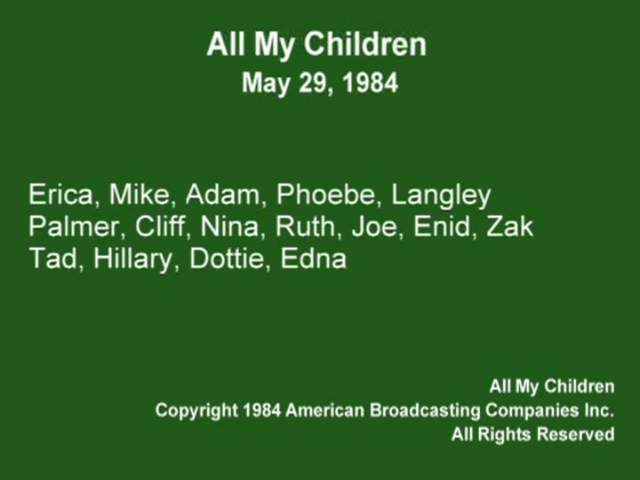 All My Children
May 29, 1984
Erica, Mike, Adam, Phoebe, Langley
Palmer, Cliff, Nina, Ruth, Joe, Enid, Zak
Tad, Hillary, Dottie, Edna
All My Children
Copyright 1984 American Broadcasting Companies Inc.
All Rights Reserved